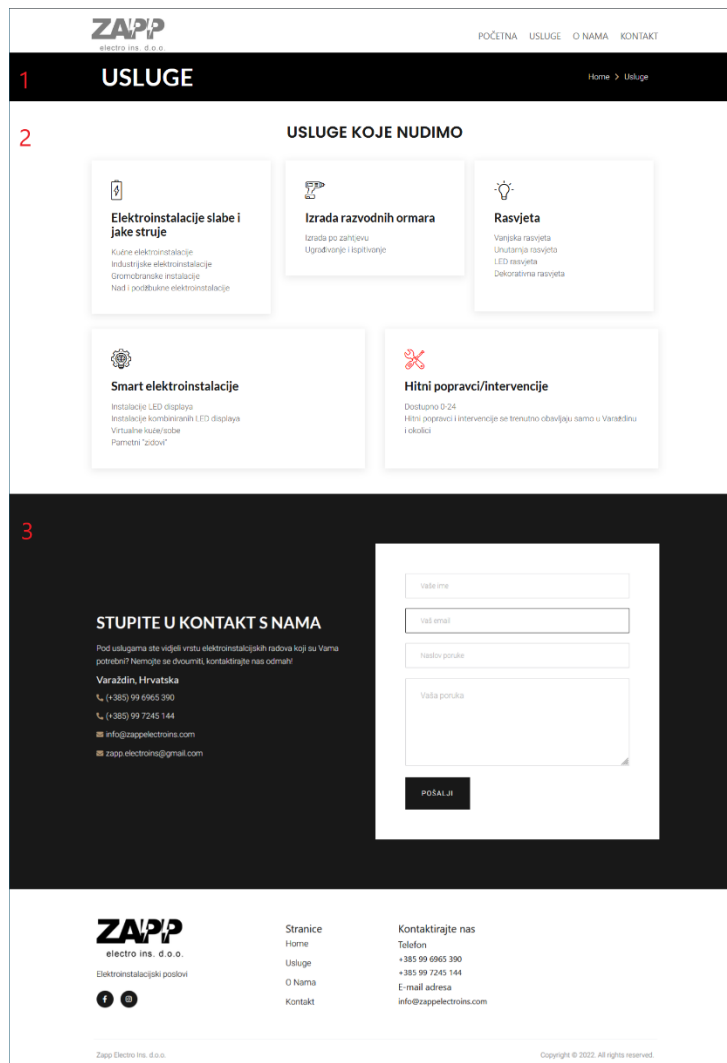 ZAPP
electro ins. d.o.o.
POČETNA USLUGE O NAMA KONTAKT
1
USLUGE
Home > Usluge
2
USLUGE KOJE NUDIMO
Elektroinstalacije slabe i
jake struje
Kućne elektroinstalacije
Industrijske elektroinstalacije
Gromobranske instalacije
Nad i podžbukne elektroinstalacije
Izrada razvodnih ormara
Izrada po zahtjevu
Ugrađivanje i ispitivanje
Rasvjeta
Vanjska rasvjeta
Unutarnja rasvjeta
LED rasvjeta
Dekorativna rasvjeta
Smart elektroinstalacije
Instalacije LED displaya
Instalacije kombiniranih LED displaya
Virtualne kuće/sobe
Pametni "zidovi"
Hitni popravci/intervencije
Dostupno 0-24
Hitni popravci i intervencije se trenutno obavljaju samo u Varaždinu
i okolici
3
STUPITE U KONTAKT S NAMA
Pod uslugama ste vidjeli vrstu elektroinstalcijskih radova koji su Vama
potrebni? Nemojte se dvoumiti, kontaktirajte nas odmah!
Varaždin, Hrvatska
(+385) 99 6965 390
(+385) 99 7245 144
info@zappelectroins.com
zapp.electroins@gmail.com
Vaše ime
Vaš email
Naslov poruke
Vaša poruka
POŠALJI
ZAPP
electro ins. d.o.o.
Elektroinstalacijski poslovi
Stranice
Home
Usluge
O Nama
Kontakt
Kontaktirajte nas
Telefon
+385 99 6965 390
+385 99 7245 144
E-mail adresa
info@zappelectroins.com
Zapp Electro Ins. d.o.o.
Copyright © 2022. All rights reserved.